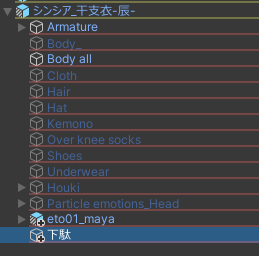 シンシア_干支衣-辰-
Armature
Body_
Body all
Cloth
Hair
Hat
Kemono
Over knee socks
Shoes
Underwear
Houki
Particle emotions_Head
eto01_maya
下駄